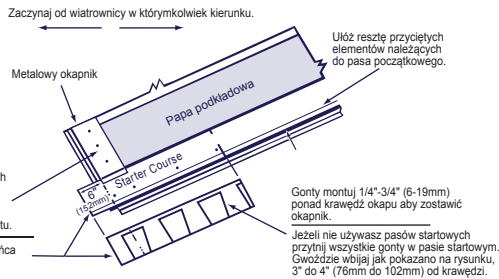 Zaczynaj od wiatrownicy w którymkolwiek kierunku.
Metalowy okapnik
Ułóż resztę przyciętych
elementów należących
do pasa początkowego.
Papa podkładowa
Starter Course
6"
(152mm)
Gonty montuj 1/4"-3/4" (6-19mm)
ponad krawędź okapu aby zostawić
okapnik.
Jeżeli nie używasz pasów startowych
przytnij wszystkie gonty w pasie startowym.
Gwoździe wbijaj jak pokazano na rysunku,
3" do 4" (76mm do 102mm) od krawędzi.